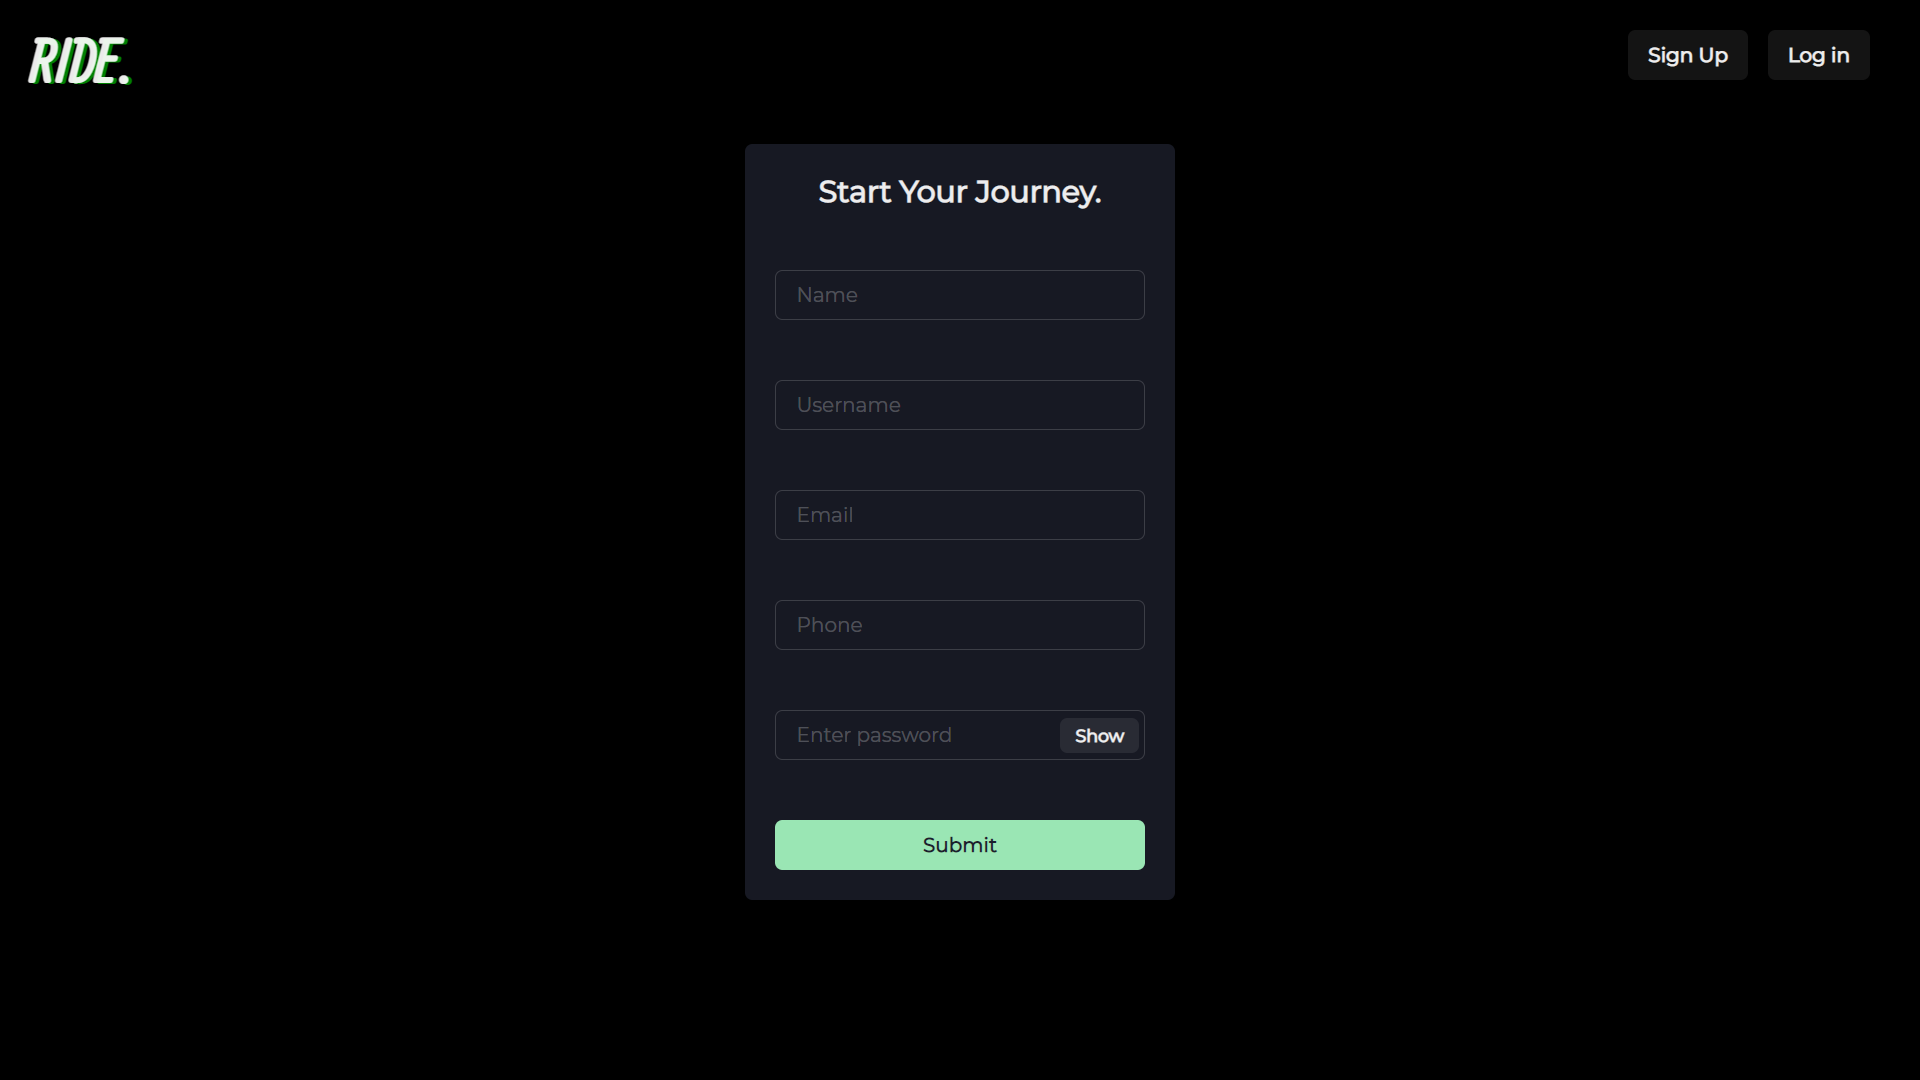 RIDE.
Sign Up
Log in
Start Your Journey.
Name
Username
Email
Phone
Enter password
Show
Submit